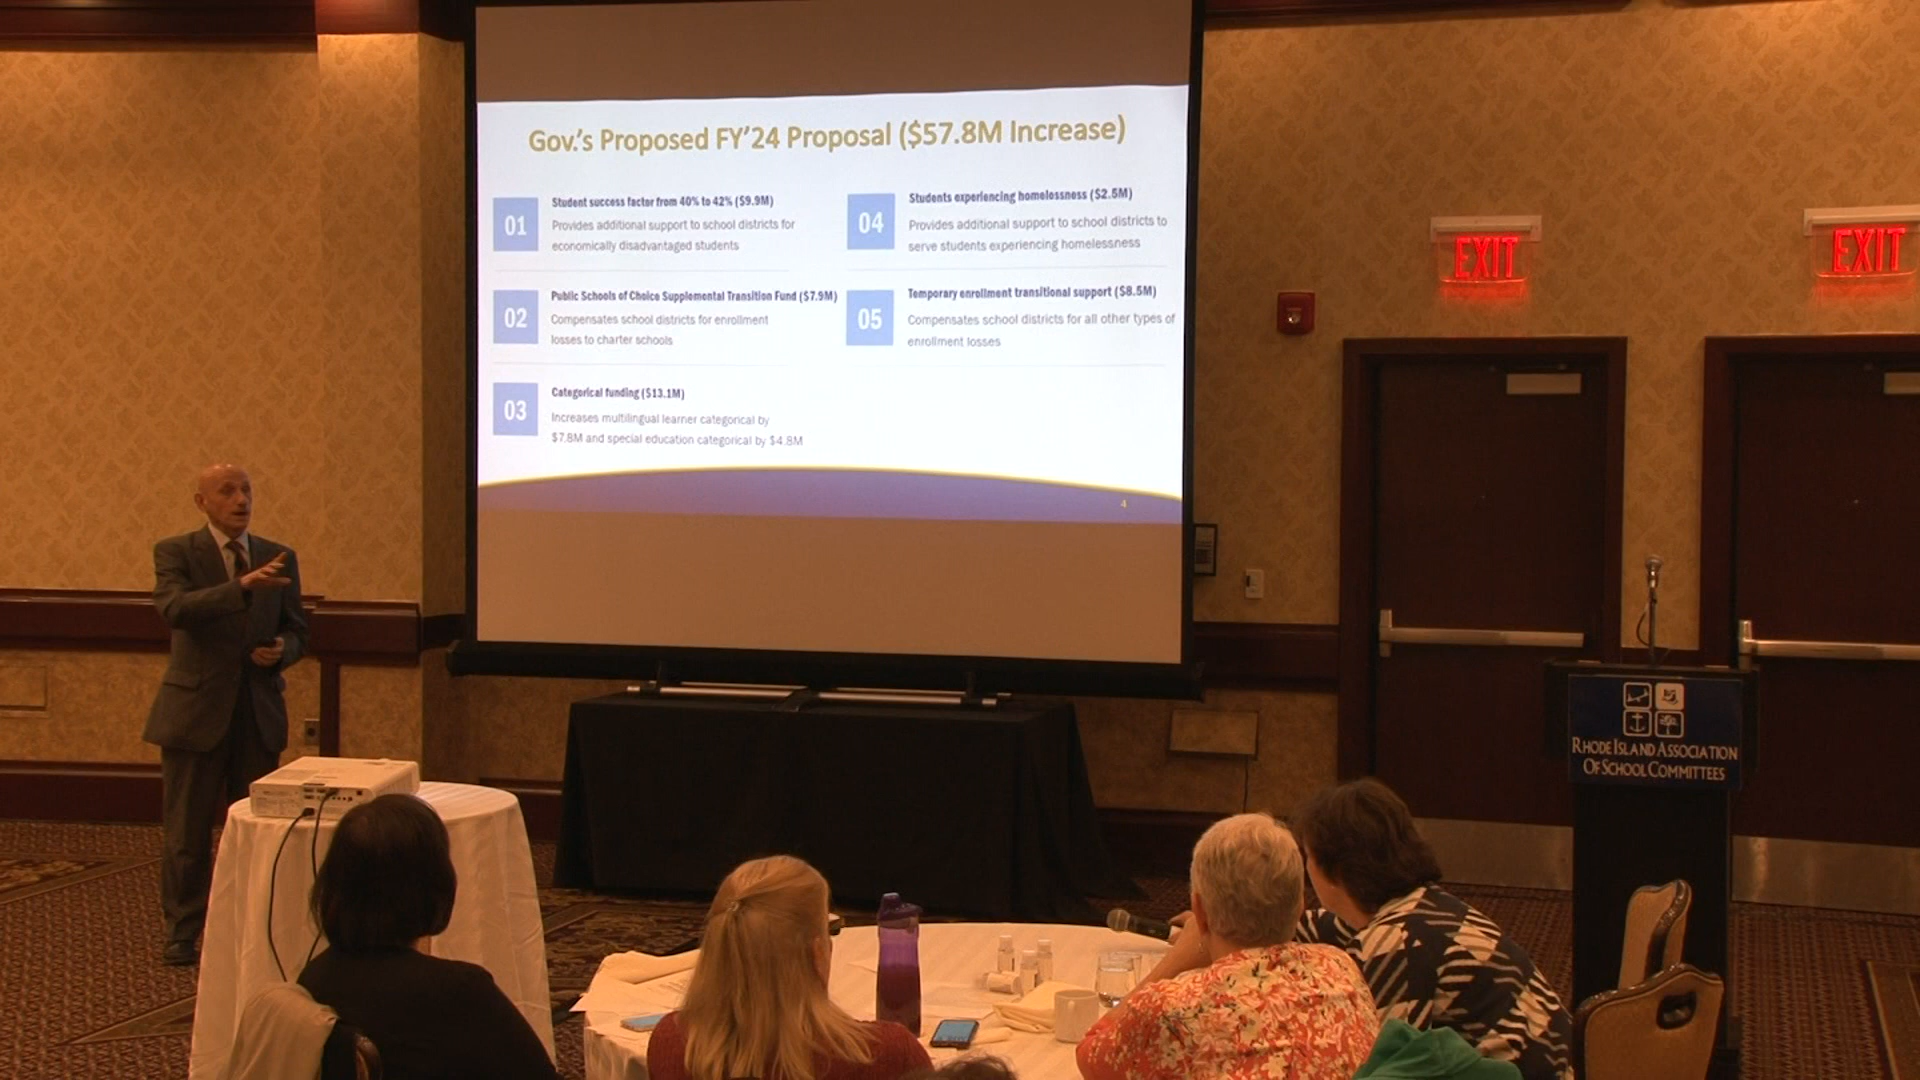 Gov.'s Proposed FY'24 Proposal ($57.8M Increase)
01
Student success factor from 40% to 42% ($9.9M)
Provides additional support to school districts for
economically disadvantaged students
02
Public Schools of Choice Supplemental Transition Fund ($7.9M)
Compensates school districts for enrollment
losses to charter schools
03
Categorical funding ($13.1M)
Increases multilingual learner categorical by
$7.8M and special education categorical by $4.8M
04
Students experiencing homelessness ($2.5M)
Provides additional support to school districts to
serve students experiencing homelessness
05
Temporary enrollment transitional support ($8.5M)
Compensates school districts for all other types of
enrollment losses
4
EXIT
EXIT
RHODE ISLAND ASSOCIATION
OF SCHOOL COMMITTEES